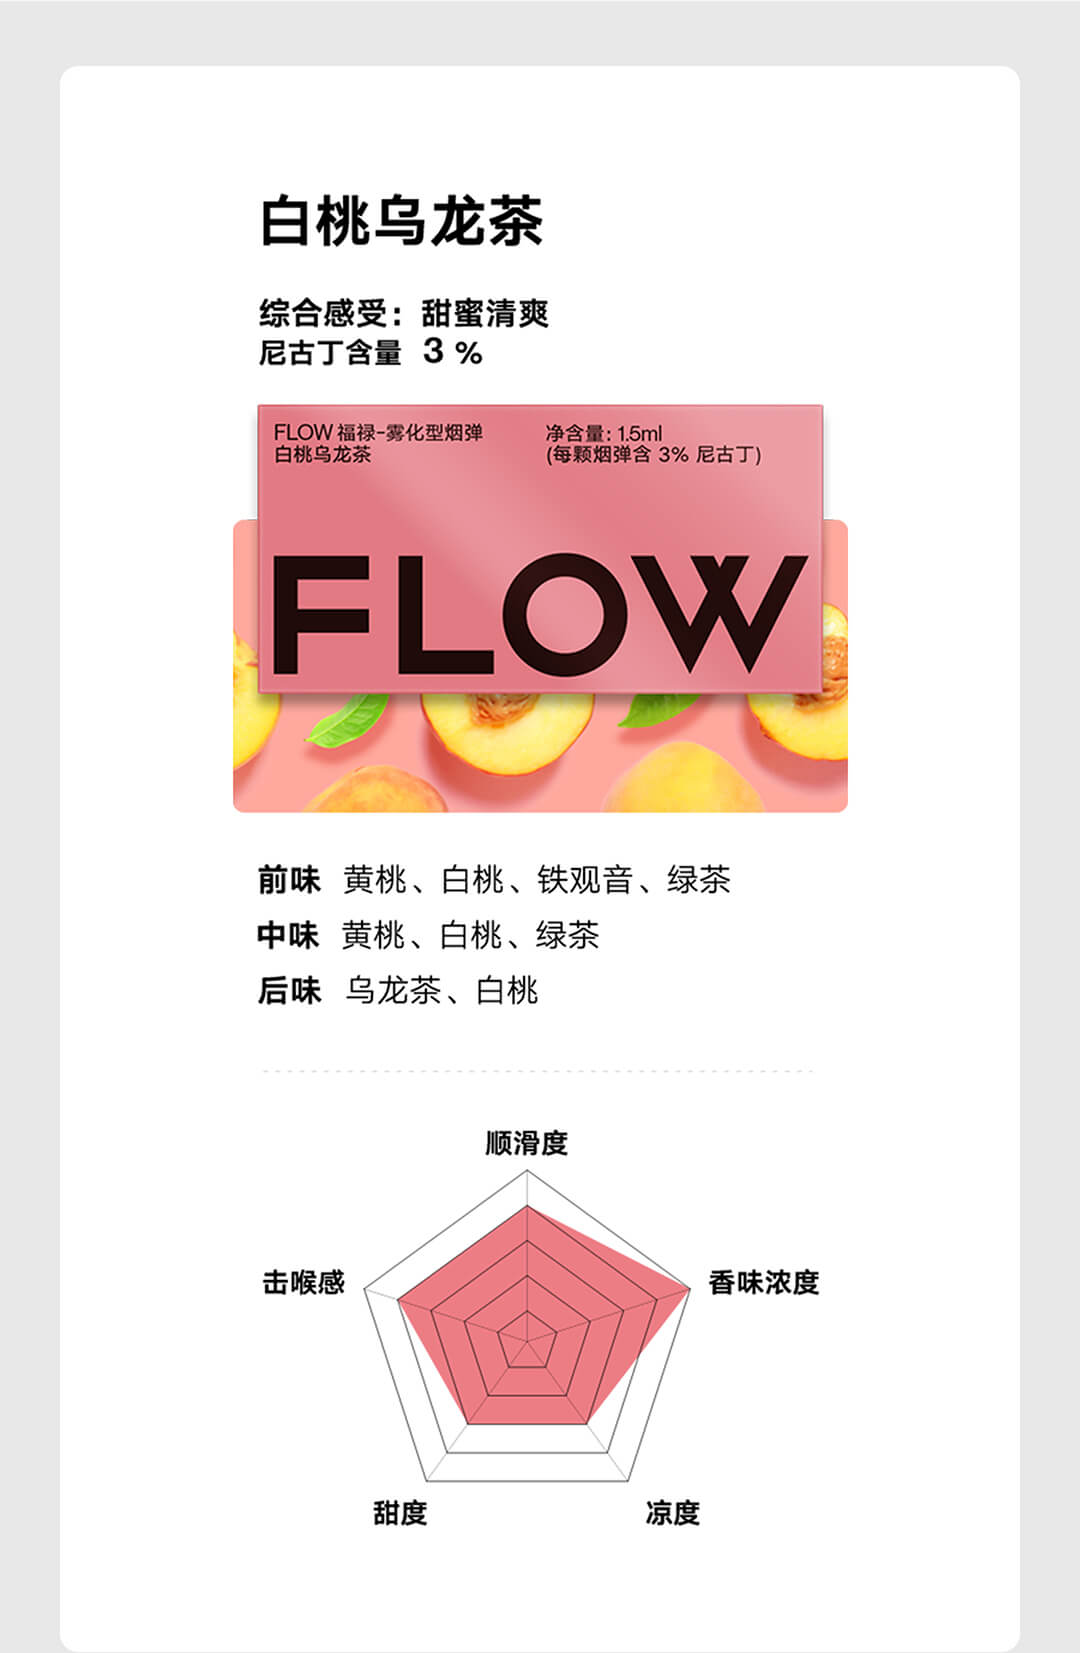 白桃乌龙茶
综合感受：甜蜜清爽
尼古丁含量 3 %
FLOW 福禄-雾化型烟弹
白桃乌龙茶
净含量: 1.5ml
(每颗烟弹含 3% 尼古丁)
FLOW
前味 黄桃、白桃、铁观音、绿茶
中味 黄桃、白桃、绿茶
后味 乌龙茶、白桃
顺滑度
击喉感
香味浓度
甜度
凉度